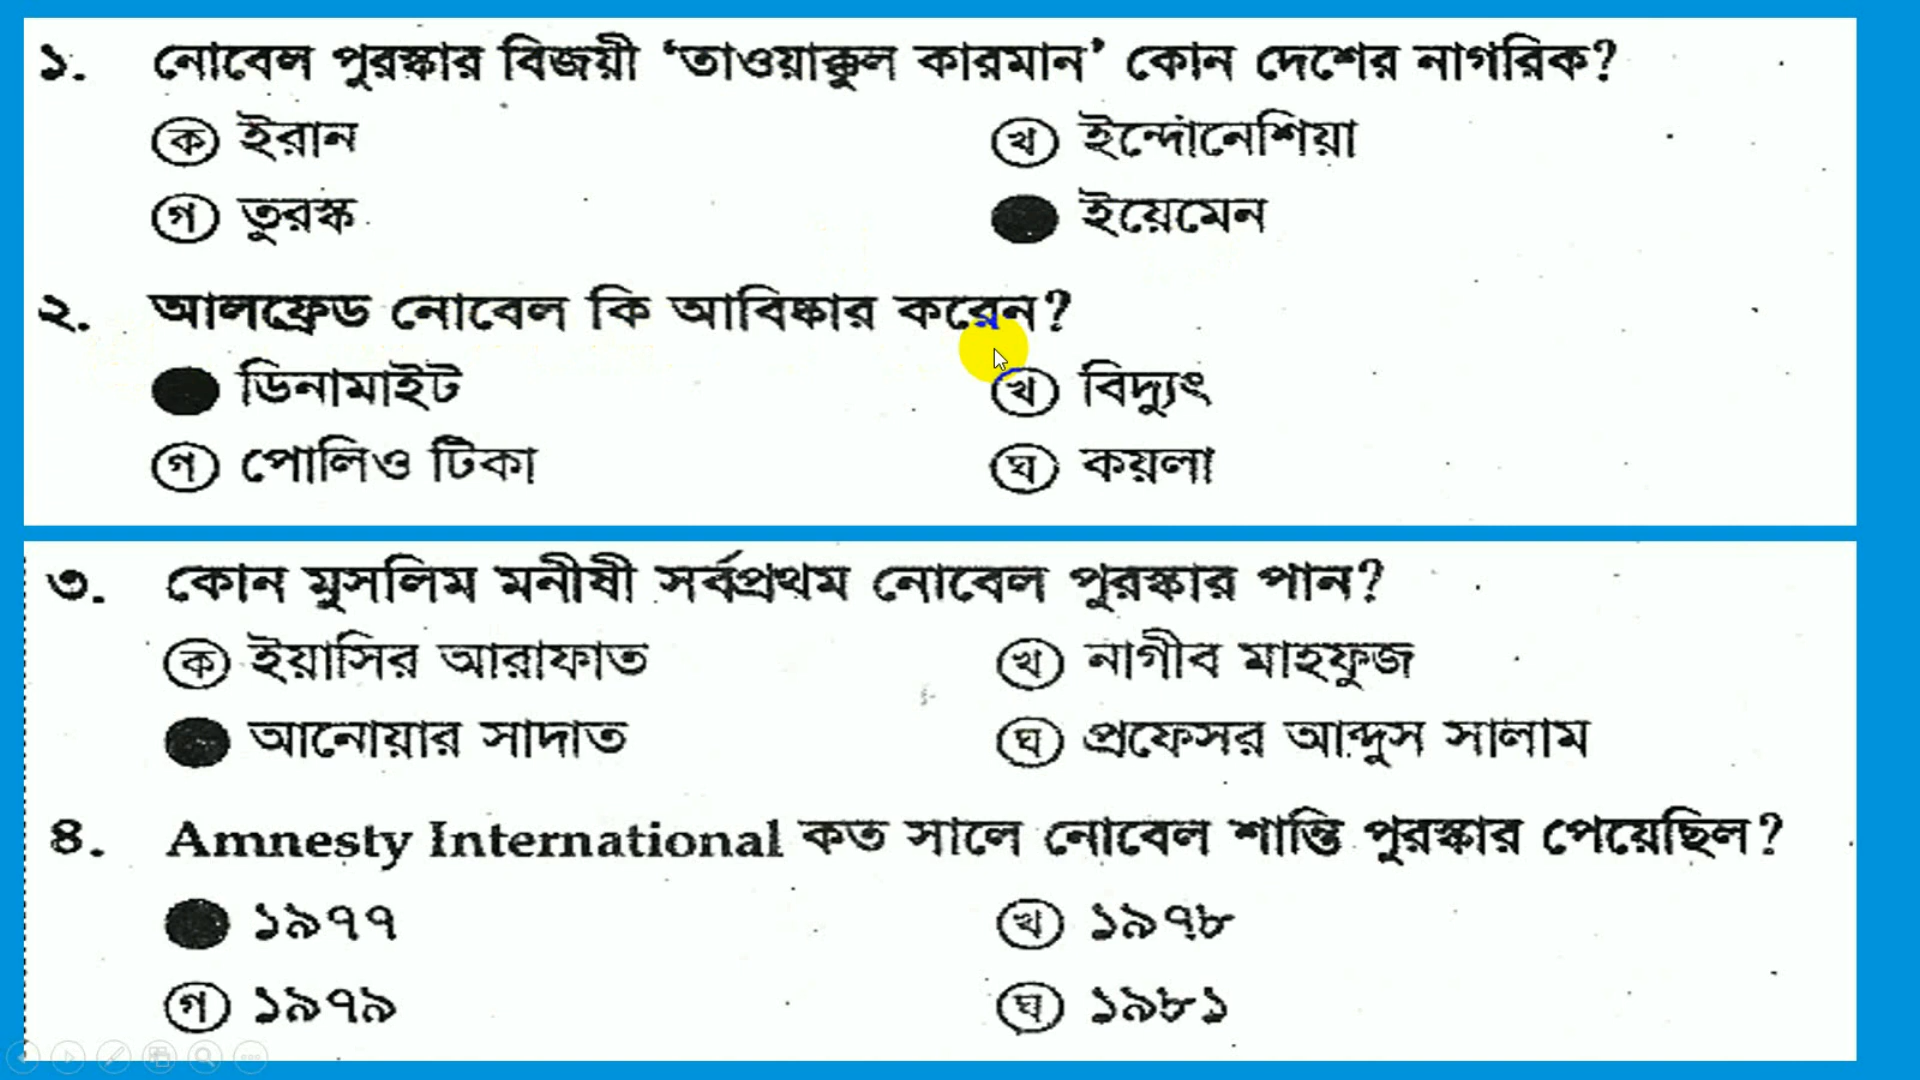 ১. নোবেল পুরস্কার বিজয়ী ‘তাওয়াক্কুল কারমান’ কোন দেশের নাগরিক?
ক ইরান খ ইন্দোনেশিয়া
গ তুরস্ক ইয়েমেন
২. আলফ্রেড নোবেল কি আবিষ্কার করেন?
ডিনামাইট খ বিদ্যুৎ
গ পোলিও টিকা ঘ কয়লা
৩. কোন মুসলিম মনীষী সর্বপ্রথম নোবেল পুরস্কার পান?
ক ইয়াসির আরাফাত খ নাগীব মাহফুজ
আনোয়ার সাদাত ঘ প্রফেসর আব্দুস সালাম
৪. Amnesty International কত সালে নোবেল শান্তি পুরস্কার পেয়েছিল?
১৯৭৭ খ ১৯৭৮
গ ১৯৭৯ ঘ ১৯৮১